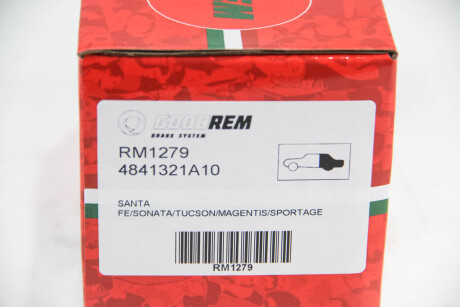 GOODREM
BRAKE SYSTEM
RM1279
4841321A10
SANTA
FE/SONATA/TUCSON/MAGENTIS/SPORTAGE
RM1279